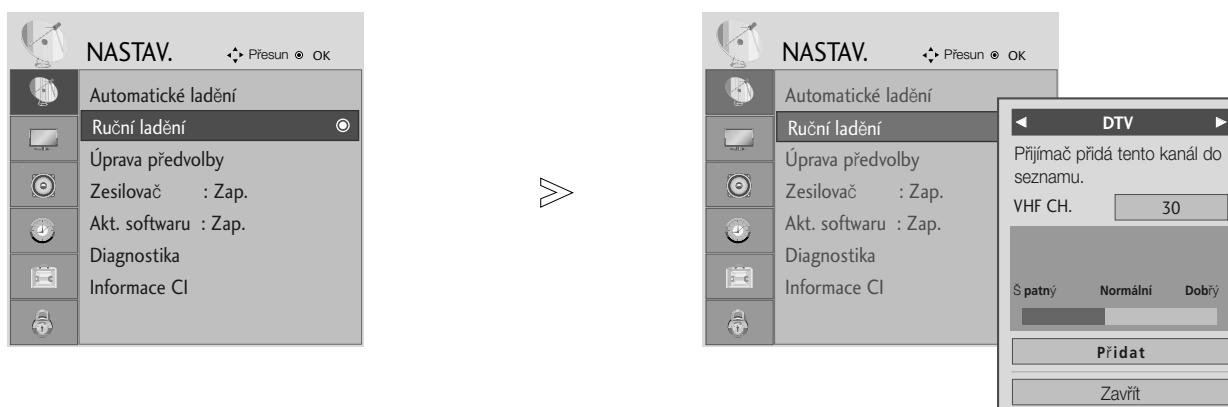 NASTAV. Přesun OK
Automatické ladění
Ruční ladění
Úprava předvolby
Zesilovač : Zap.
Akt. softwaru : Zap.
Diagnostika
Informace CI
NASTAV. Přesun OK
Automatické ladění
Ruční ladění
Úprava předvolby
Zesilovač : Zap.
Akt. softwaru : Zap.
Diagnostika
Informace CI
DTV
Přijímač přidá tento kanál do
seznamu.
VHF CH. 30
Š patný Normální Dobřý
Přidat
Zavřít